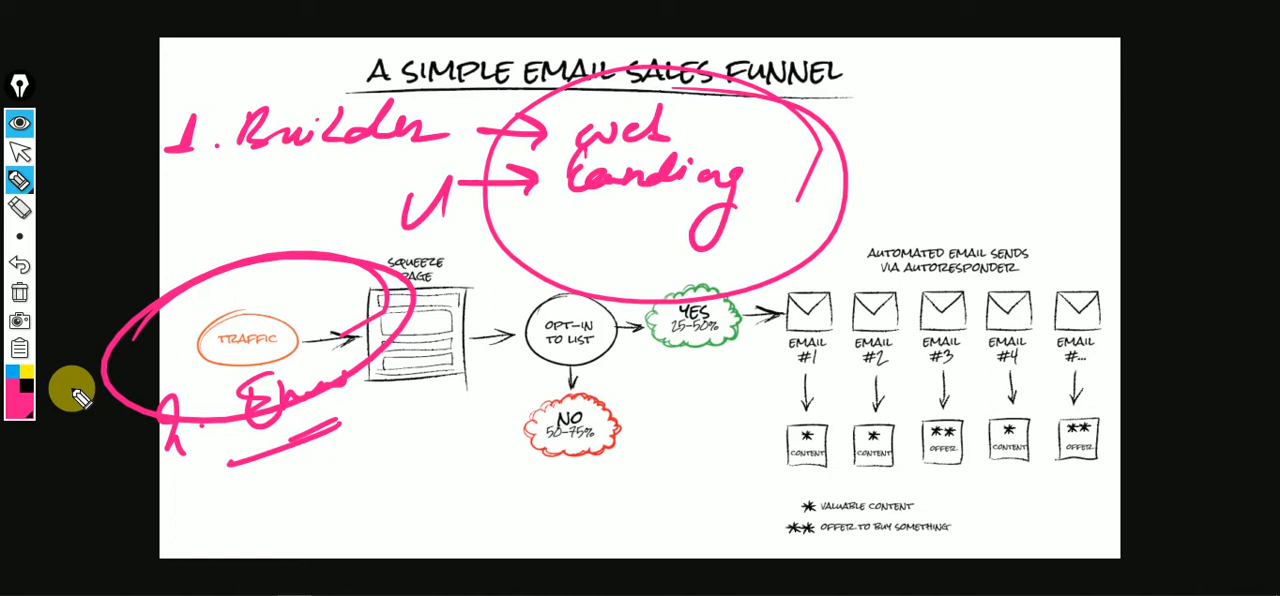 A SIMPLE EMAIL SALES FUNNEL
1. Builder → web
→ Landing
SQUEEZE
PAGE
AUTOMATED EMAIL SENDS
VIA AUTORESPONDER
TRAFFIC
OPT-IN
TO LIST
YES
25-50%
NO
50-75%
EMAIL
#1
EMAIL
#2
EMAIL
#3
EMAIL
#4
EMAIL
#...
2.
*
CONTENT
*
CONTENT
**
OFFER
*
CONTENT
**
OFFER
* VALUABLE CONTENT
** OFFER TO BUY SOMETHING